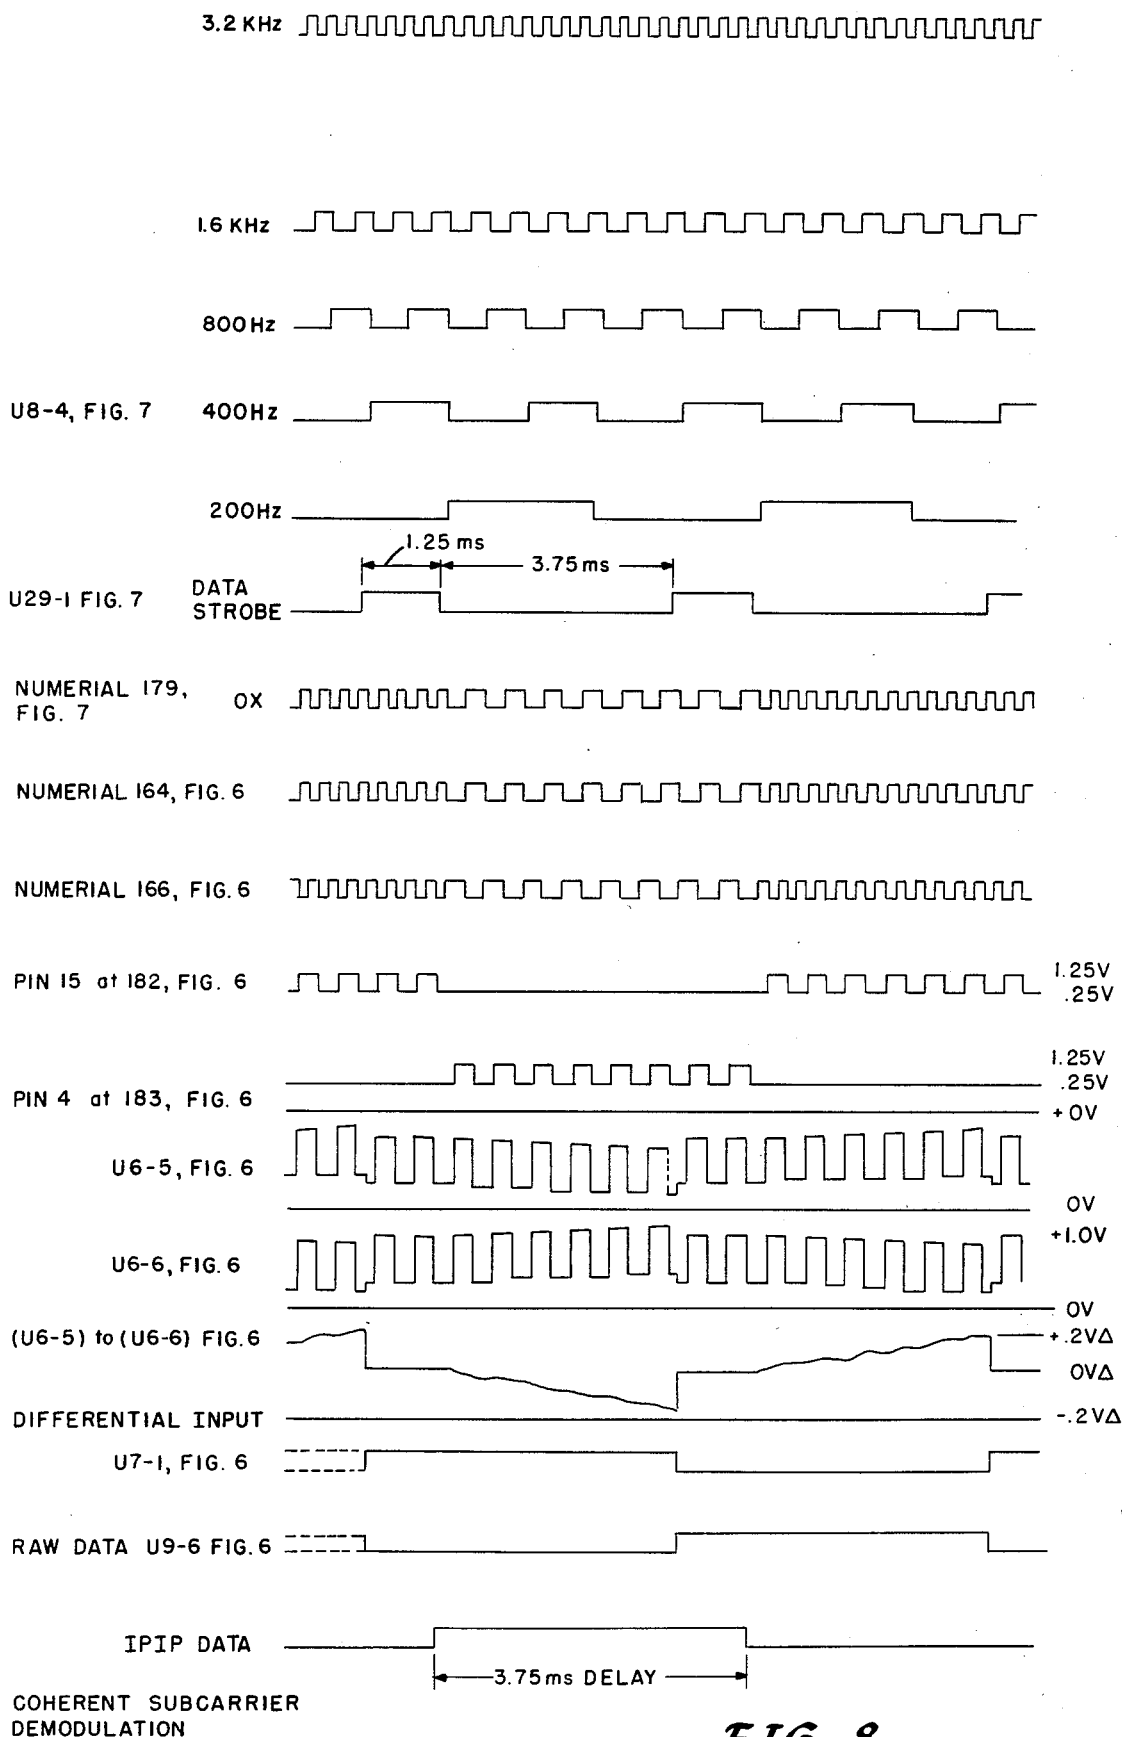 3.2 KHz
1.6 KHz
800Hz
U8-4, FIG. 7 400Hz
200Hz
1.25 ms
3.75ms
U29-1 FIG. 7 DATA STROBE
NUMERIAL 179, FIG. 7 OX
NUMERIAL 164, FIG. 6
NUMERIAL 166, FIG. 6
PIN 15 at 182, FIG. 6 1.25V
.25V
1.25V
.25V
PIN 4 at 183, FIG. 6
+0V
U6-5, FIG. 6
0V
+1.0V
U6-6, FIG. 6
0V
(U6-5) to (U6-6) FIG.6 +.2VΔ
0VΔ
DIFFERENTIAL INPUT -.2VΔ
U7-1, FIG. 6
RAW DATA U9-6 FIG.6
IPIP DATA
3.75ms DELAY
COHERENT SUBCARRIER
DEMODULATION
FIG. 8